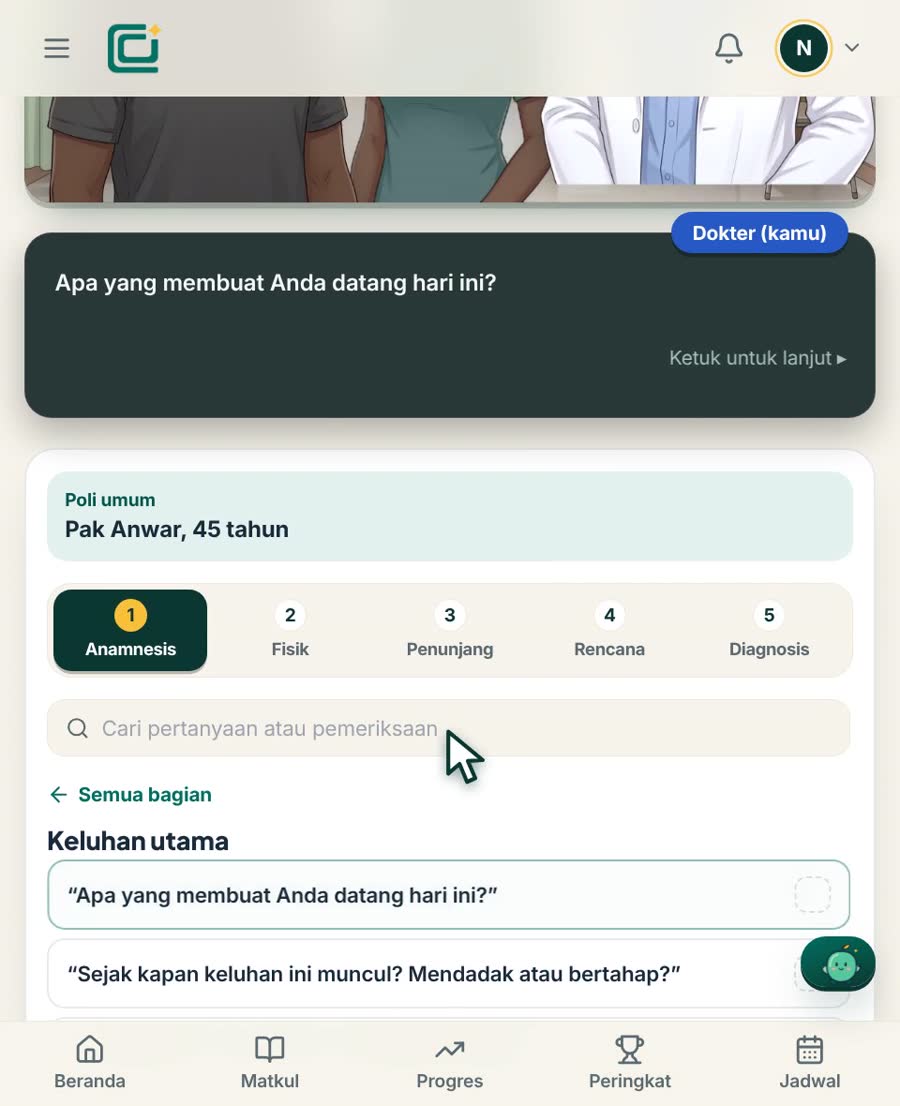 N
Dokter (kamu)
Apa yang membuat Anda datang hari ini?
Ketuk untuk lanjut ▸
Poli umum
Pak Anwar, 45 tahun
1 2 3 4 5
Anamnesis Fisik Penunjang Rencana Diagnosis
Cari pertanyaan atau pemeriksaan
← Semua bagian
Keluhan utama
“Apa yang membuat Anda datang hari ini?”
“Sejak kapan keluhan ini muncul? Mendadak atau bertahap?”
Beranda Matkul Progres Peringkat Jadwal